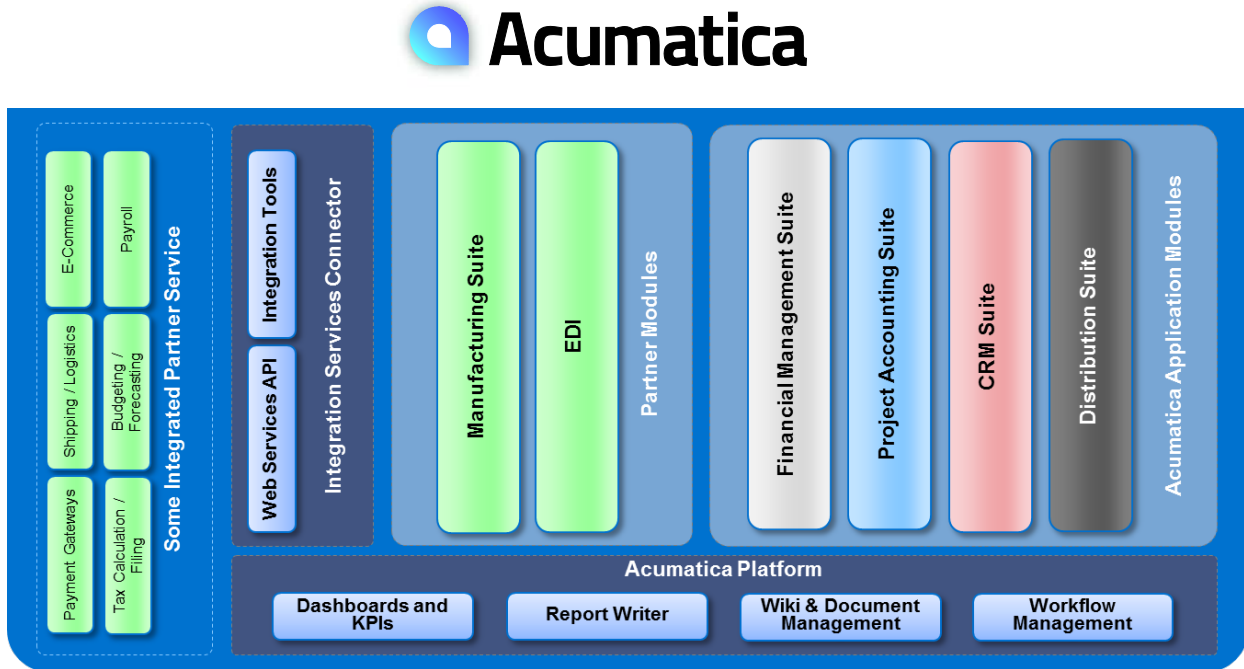 Acumatica
E-Commerce
Payroll
Shipping / Logistics
Budgeting /
Forecasting
Payment Gateways
Tax Calculation /
Filing
Some Integrated Partner Service
Integration Tools
Web Services API
Integration Services Connector
Manufacturing Suite
EDI
Partner Modules
Financial Management Suite
Project Accounting Suite
CRM Suite
Distribution Suite
Acumatica Application Modules
Acumatica Platform
Dashboards and
KPIs
Report Writer
Wiki & Document
Management
Workflow
Management